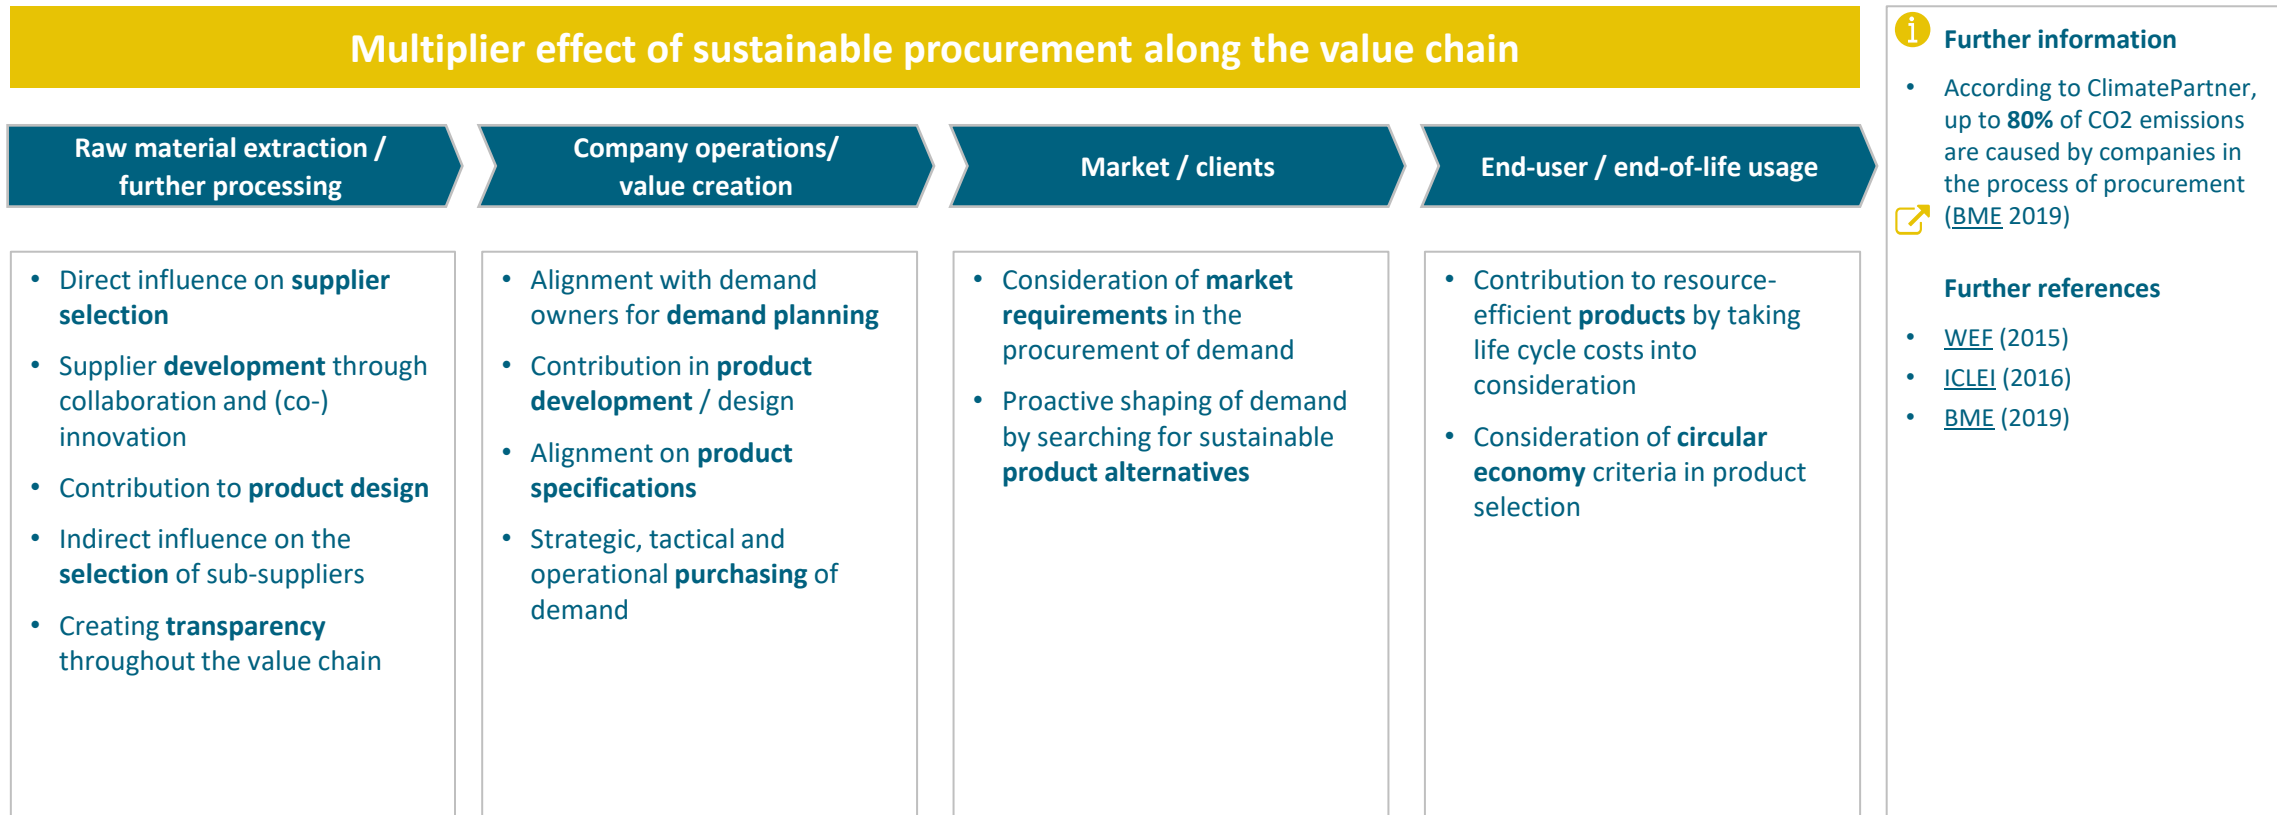 Multiplier effect of sustainable procurement along the value chain
Raw material extraction /
further processing
• Direct influence on supplier
selection
• Supplier development through
collaboration and (co-)
innovation
• Contribution to product design
• Indirect influence on the
selection of sub-suppliers
• Creating transparency
throughout the value chain
Company operations/
value creation
• Alignment with demand
owners for demand planning
• Contribution in product
development / design
• Alignment on product
specifications
• Strategic, tactical and
operational purchasing of
demand
Market / clients
• Consideration of market
requirements in the
procurement of demand
• Proactive shaping of demand
by searching for sustainable
product alternatives
End-user / end-of-life usage
• Contribution to resource-
efficient products by taking
life cycle costs into
consideration
• Consideration of circular
economy criteria in product
selection
i Further information
• According to ClimatePartner,
up to 80% of CO2 emissions
are caused by companies in
the process of procurement
(BME 2019)
Further references
• WEF (2015)
• ICLEI (2016)
• BME (2019)